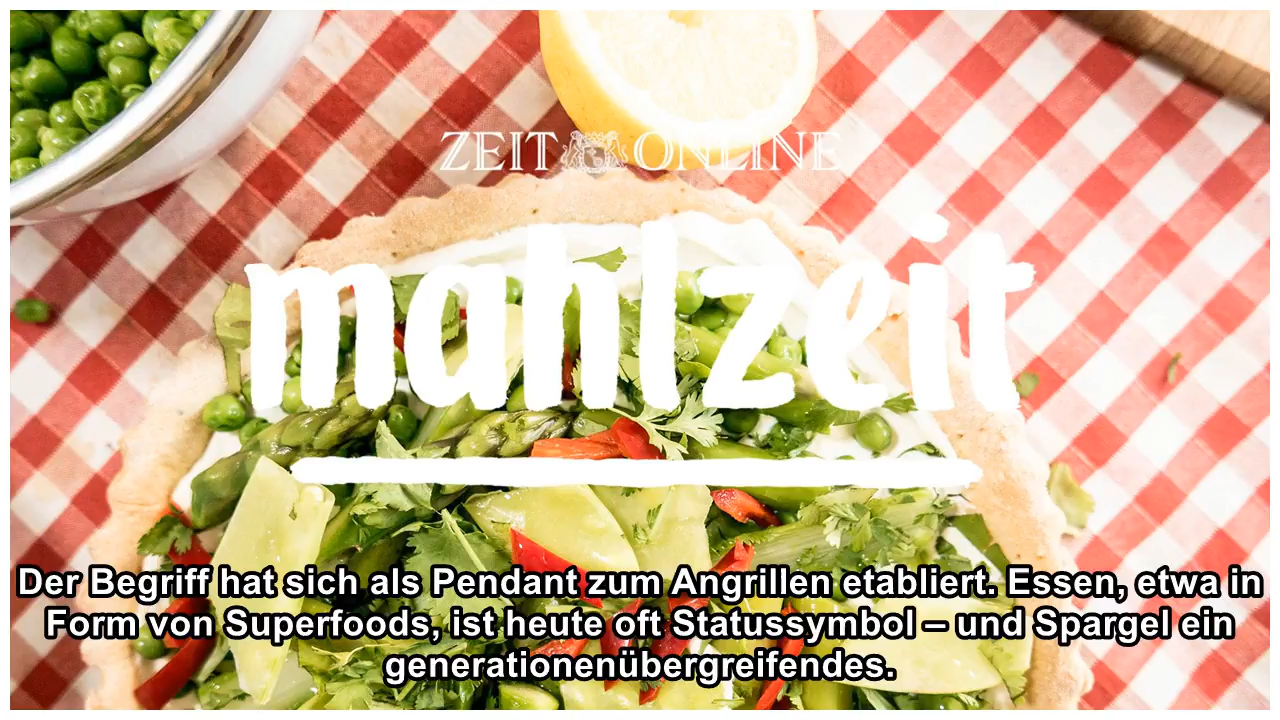 ZEIT ONLINE
mahlzeit
Der Begriff hat sich als Pendant zum Angrillen etabliert. Essen, etwa in
Form von Superfoods, ist heute oft Statussymbol – und Spargel ein
generationenübergreifendes.